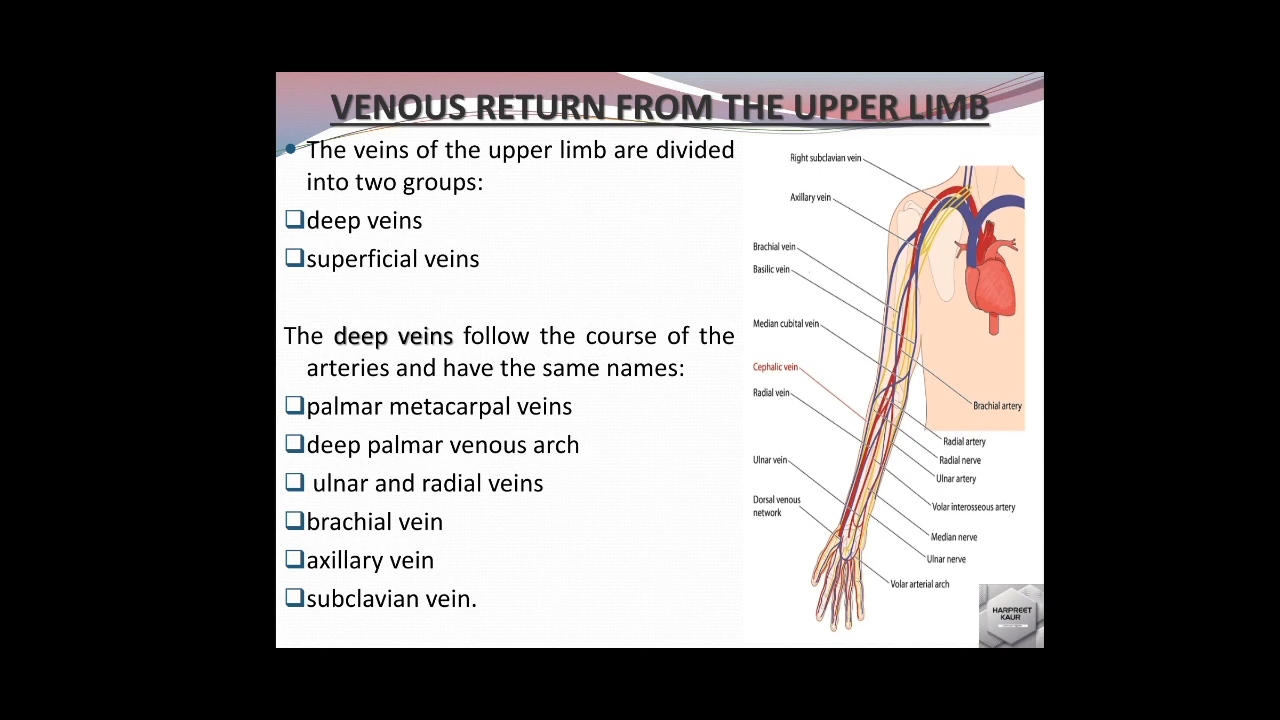 VENOUS RETURN FROM THE UPPER LIMB
• The veins of the upper limb are divided
into two groups:
❑deep veins
❑superficial veins
The deep veins follow the course of the
arteries and have the same names:
❑palmar metacarpal veins
❑deep palmar venous arch
❑ ulnar and radial veins
❑brachial vein
❑axillary vein
❑subclavian vein.
Right subclavian vein
Axillary vein
Brachial vein
Basilic vein
Median cubital vein
Cephalic vein
Radial vein
Ulnar vein
Dorsal venous
network
Brachial artery
Radial artery
Radial nerve
Ulnar artery
Volar interosseous artery
Median nerve
Ulnar nerve
Volar arterial arch
HARPREET
KAUR